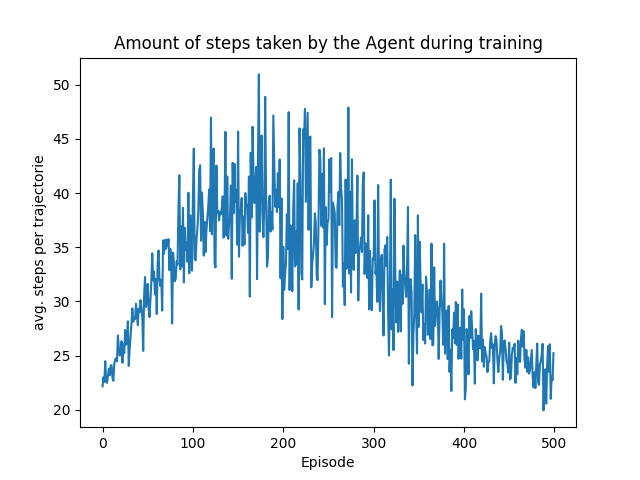 Amount of steps taken by the Agent during training
avg. steps per trajectorie
50
45
40
35
30
25
20
0 100 200 300 400 500
Episode